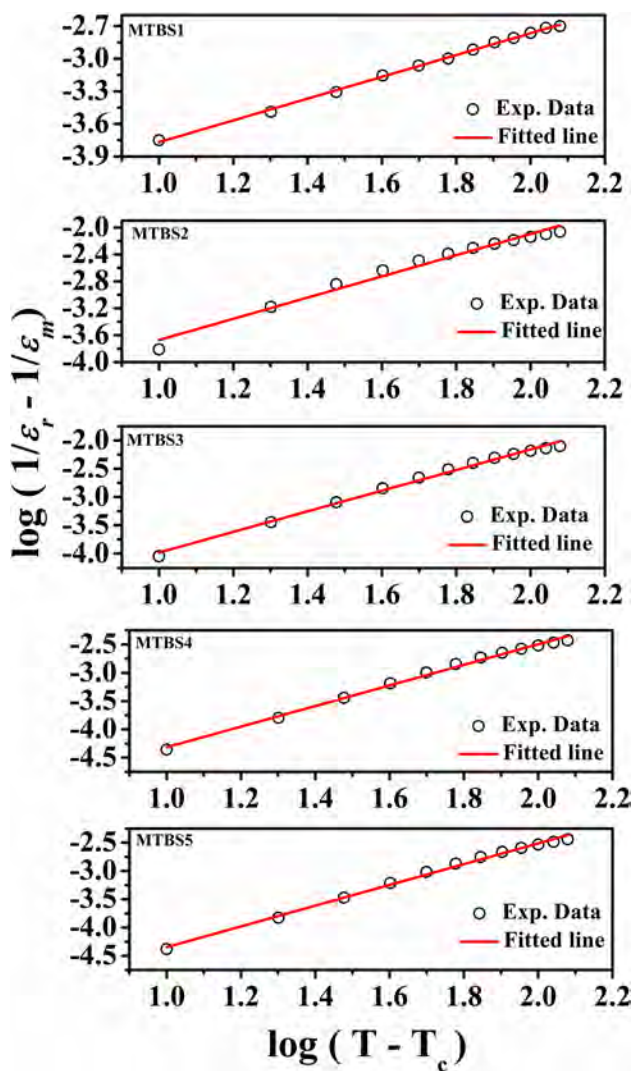 MTBS1
-2.7
-3.0
-3.3
-3.6
-3.9
Exp. Data
Fitted line
1.0 1.2 1.4 1.6 1.8 2.0 2.2
MTBS2
-2.0
-2.4
-2.8
-3.2
-3.6
-4.0
Exp. Data
Fitted line
1.0 1.2 1.4 1.6 1.8 2.0 2.2
log ( 1/εr - 1/εm )
MTBS3
-2.0
-2.5
-3.0
-3.5
-4.0
Exp. Data
Fitted line
1.0 1.2 1.4 1.6 1.8 2.0 2.2
MTBS4
-2.5
-3.0
-3.5
-4.0
-4.5
Exp. Data
Fitted line
1.0 1.2 1.4 1.6 1.8 2.0 2.2
MTBS5
-2.5
-3.0
-3.5
-4.0
-4.5
Exp. Data
Fitted line
1.0 1.2 1.4 1.6 1.8 2.0 2.2
log ( T - Tc )